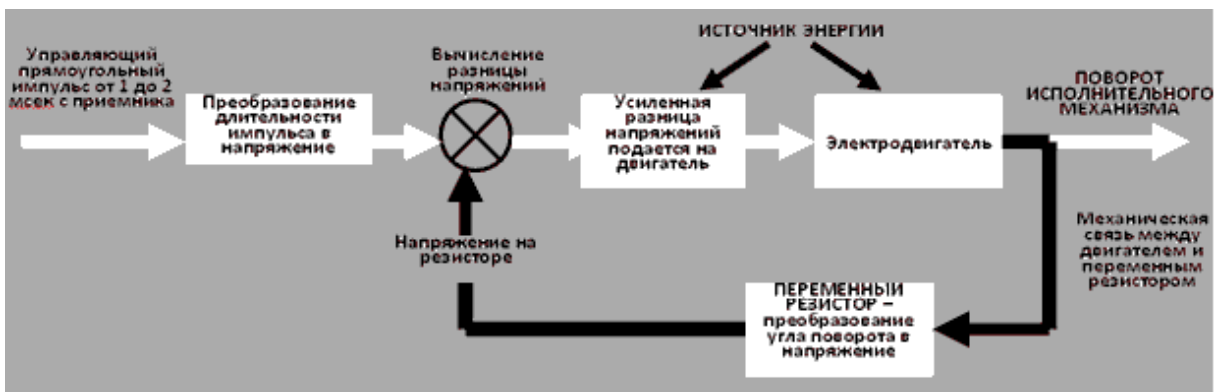 ИСТОЧНИК ЭНЕРГИИ
Управляющий
прямоугольный
импульс от 1 до 2
мсек с приемника
Преобразование
длительности
импульса в
напряжение
Вычисление
разницы
напряжений
Усиленная
разница
напряжений
подается на
двигатель
Электродвигатель
ПОВОРОТ
ИСПОЛНИТЕЛЬНОГО
МЕХАНИЗМА
Напряжение на
резисторе
ПЕРЕМЕННЫЙ
РЕЗИСТОР –
преобразование
угла поворота в
напряжение
Механическая
связь между
двигателем и
переменным
резистором